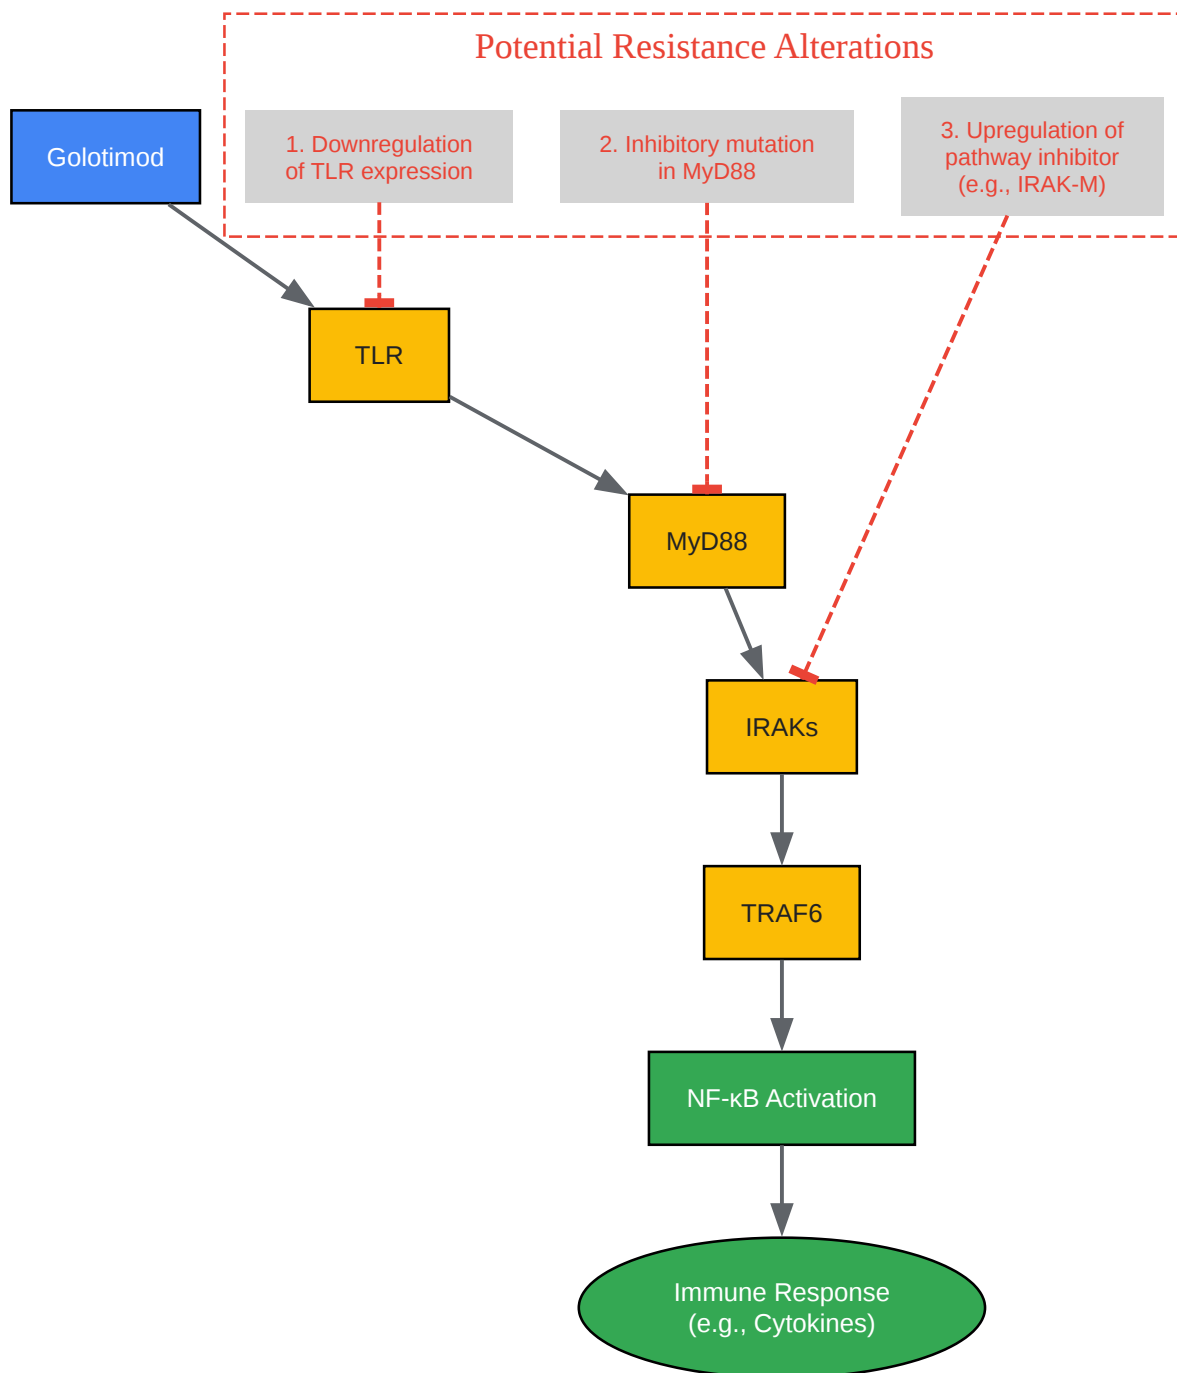 Potential Resistance Alterations
Golotimod
1. Downregulation
of TLR expression
2. Inhibitory mutation
in MyD88
3. Upregulation of
pathway inhibitor
(e.g., IRAK-M)
TLR
MyD88
IRAKs
TRAF6
NF-κB Activation
Immune Response
(e.g., Cytokines)